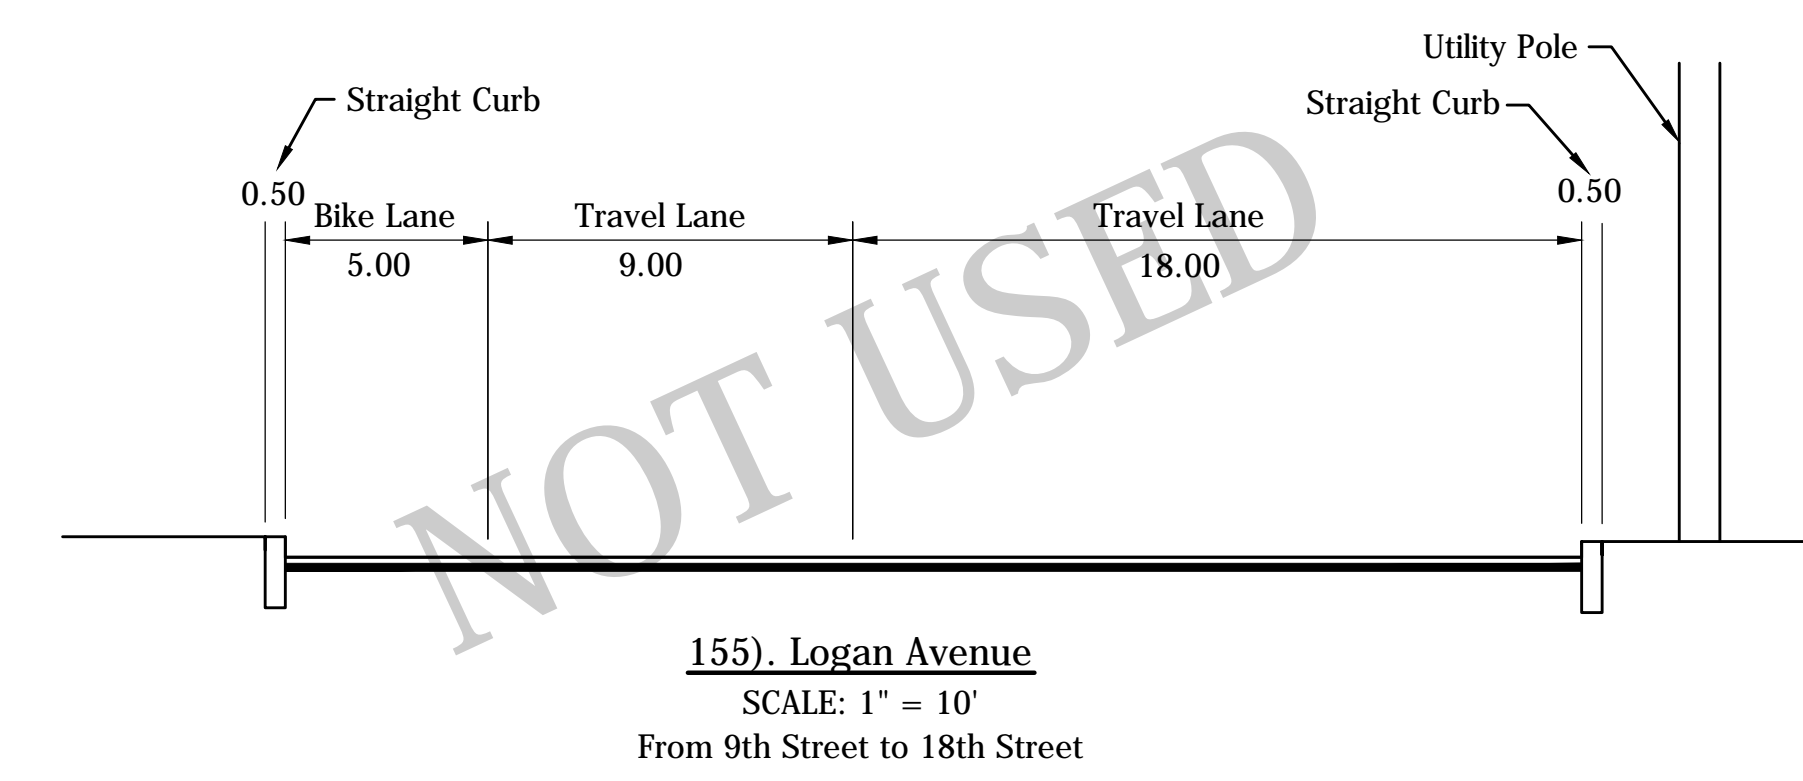 Utility Pole
Straight Curb
Straight Curb
0.50
0.50
Bike Lane
Travel Lane
Travel Lane
5.00
9.00
18.00
NOT USED
155). Logan Avenue
SCALE: 1" = 10'
From 9th Street to 18th Street